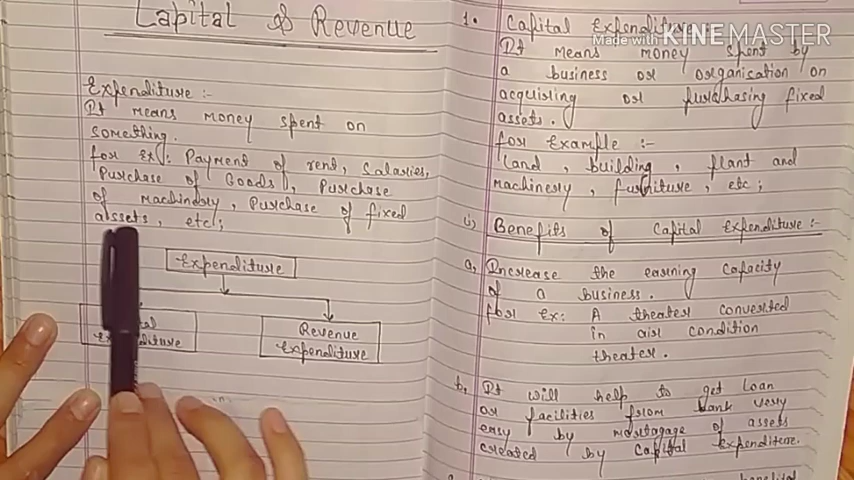 Capital & Revenue
Expenditure :-
It means money spent on
something.
for Ex: Payment of rent, Salaries,
Purchase of Goods, Purchase
of Machinery, Purchase of fixed
assets, etc;
Expenditure
Revenue
Expenditure
1. Capital Expenditure
It means money spent by
a business or organisation on
acquiring or purchasing fixed
assets.
for Example :-
Land, building, plant and
Machinery, furniture, etc;
i) Benefits of Capital Expenditure :-
a, Increase the earning capacity
of a business.
for Ex: A theater converted
in air condition
theater.
b, It will help to get Loan
or facilities from bank very
easy by mortagage of assets
created by Capital Expenditure.
Made with KINEMASTER